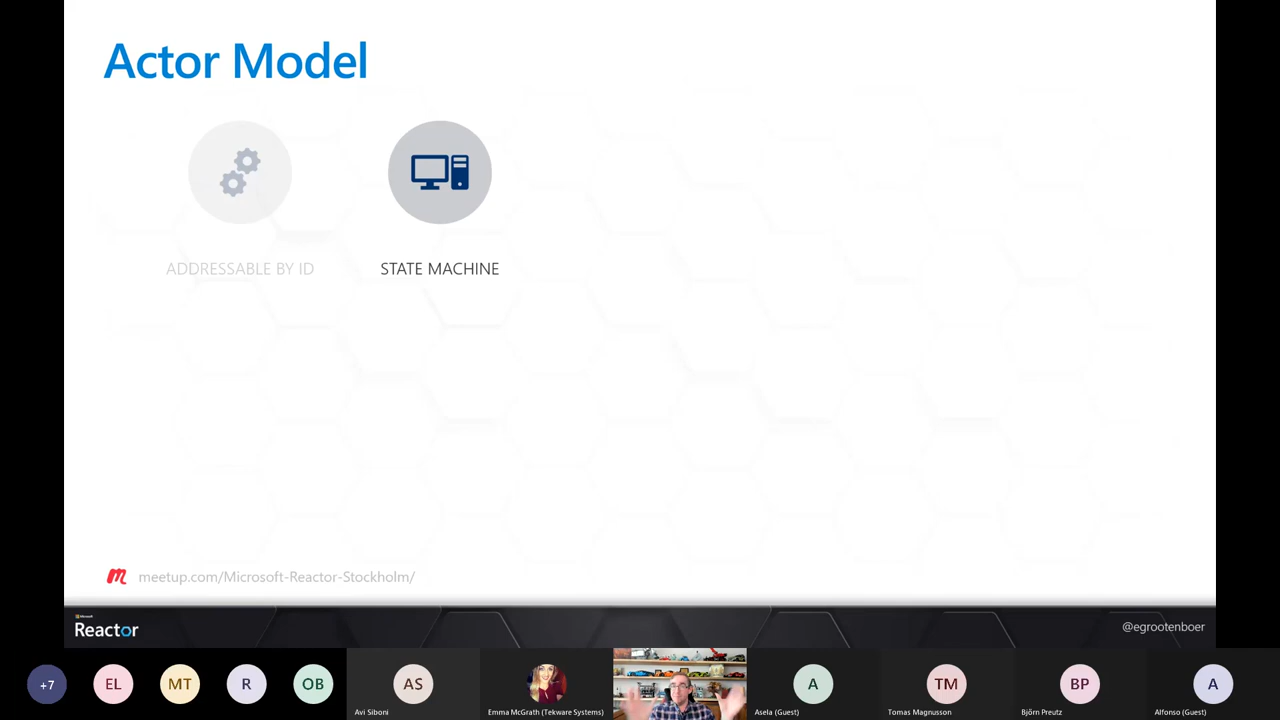 Actor Model
ADDRESSABLE BY ID
STATE MACHINE
meetup.com/Microsoft-Reactor-Stockholm/
Microsoft
Reactor
@egrootenboer
+7
EL
MT
R
OB
AS
A
TM
BP
A
Avi Siboni
Emma McGrath (Tekware Systems)
Asela (Guest)
Tomas Magnusson
Björn Preutz
Alfonso (Guest)